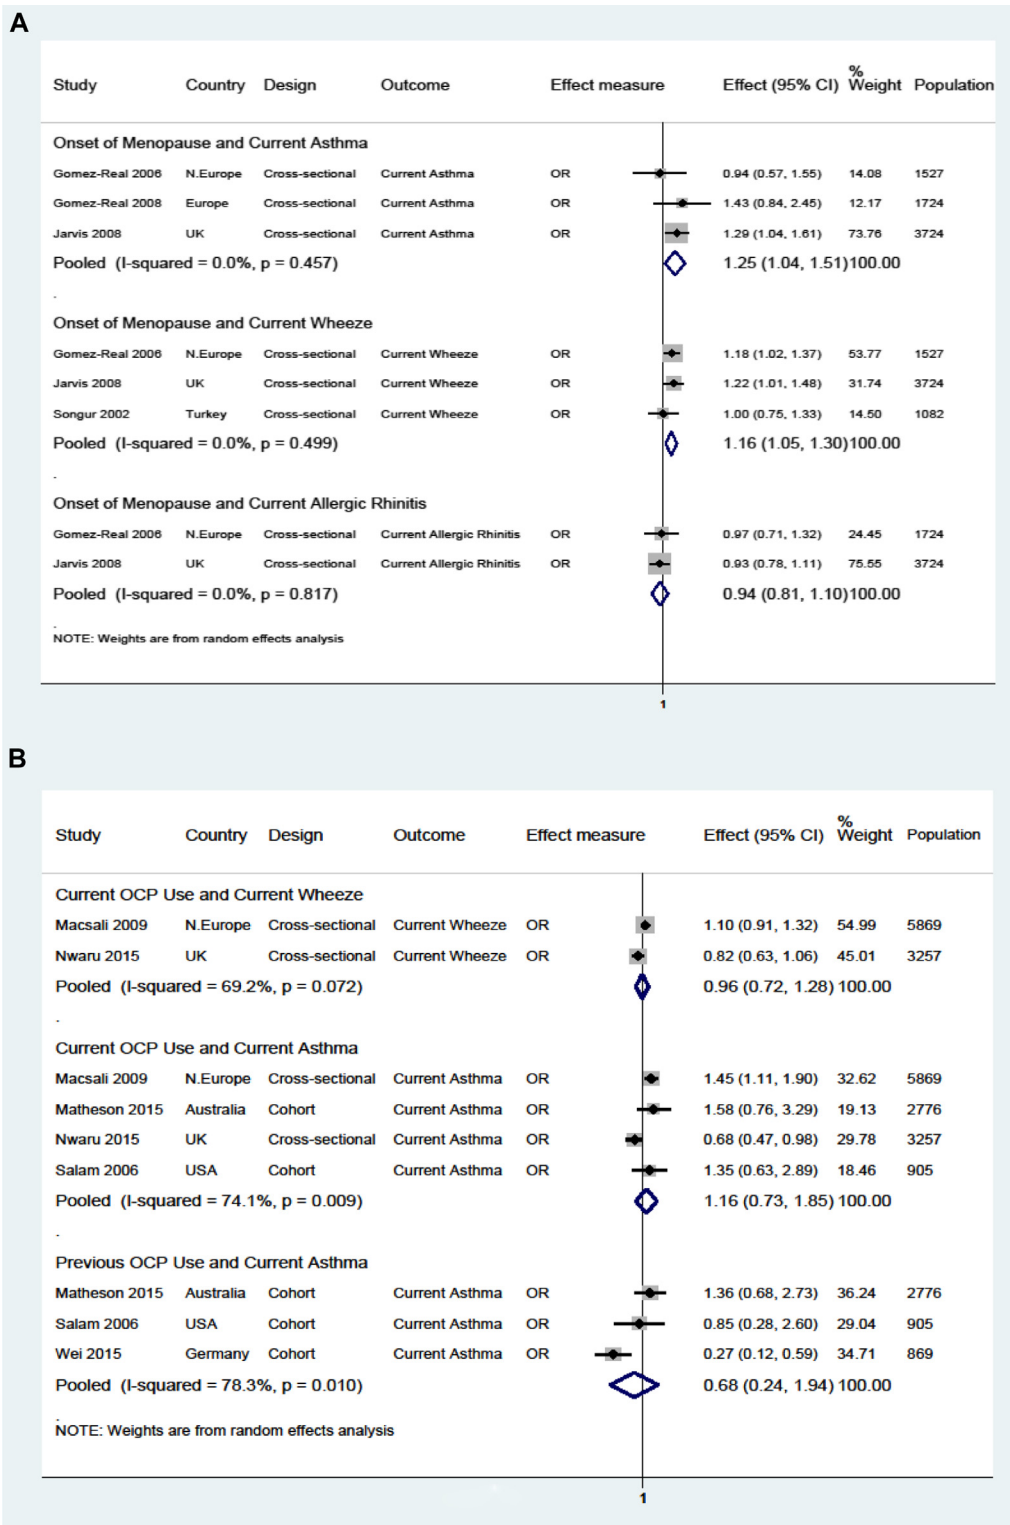 A
%
Study Country Design Outcome Effect measure Effect (95% CI) Weight Population
Onset of Menopause and Current Asthma
Gomez-Real 2006 N.Europe Cross-sectional Current Asthma OR 0.94 (0.57, 1.55) 14.08 1527
Gomez-Real 2008 Europe Cross-sectional Current Asthma OR 1.43 (0.84, 2.45) 12.17 1724
Jarvis 2008 UK Cross-sectional Current Asthma OR 1.29 (1.04, 1.61) 73.76 3724
Pooled (I-squared = 0.0%, p = 0.457) 1.25 (1.04, 1.51)100.00
.
Onset of Menopause and Current Wheeze
Gomez-Real 2006 N.Europe Cross-sectional Current Wheeze OR 1.18 (1.02, 1.37) 53.77 1527
Jarvis 2008 UK Cross-sectional Current Wheeze OR 1.22 (1.01, 1.48) 31.74 3724
Songur 2002 Turkey Cross-sectional Current Wheeze OR 1.00 (0.75, 1.33) 14.50 1082
Pooled (I-squared = 0.0%, p = 0.499) 1.16 (1.05, 1.30)100.00
.
Onset of Menopause and Current Allergic Rhinitis
Gomez-Real 2006 N.Europe Cross-sectional Current Allergic Rhinitis OR 0.97 (0.71, 1.32) 24.45 1724
Jarvis 2008 UK Cross-sectional Current Allergic Rhinitis OR 0.93 (0.78, 1.11) 75.55 3724
Pooled (I-squared = 0.0%, p = 0.817) 0.94 (0.81, 1.10)100.00
.
NOTE: Weights are from random effects analysis
1
B
%
Study Country Design Outcome Effect measure Effect (95% CI) Weight Population
Current OCP Use and Current Wheeze
Macsali 2009 N.Europe Cross-sectional Current Wheeze OR 1.10 (0.91, 1.32) 54.99 5869
Nwaru 2015 UK Cross-sectional Current Wheeze OR 0.82 (0.63, 1.06) 45.01 3257
Pooled (I-squared = 69.2%, p = 0.072) 0.96 (0.72, 1.28) 100.00
.
Current OCP Use and Current Asthma
Macsali 2009 N.Europe Cross-sectional Current Asthma OR 1.45 (1.11, 1.90) 32.62 5869
Matheson 2015 Australia Cohort Current Asthma OR 1.58 (0.76, 3.29) 19.13 2776
Nwaru 2015 UK Cross-sectional Current Asthma OR 0.68 (0.47, 0.98) 29.78 3257
Salam 2006 USA Cohort Current Asthma OR 1.35 (0.63, 2.89) 18.46 905
Pooled (I-squared = 74.1%, p = 0.009) 1.16 (0.73, 1.85) 100.00
.
Previous OCP Use and Current Asthma
Matheson 2015 Australia Cohort Current Asthma OR 1.36 (0.68, 2.73) 36.24 2776
Salam 2006 USA Cohort Current Asthma OR 0.85 (0.28, 2.60) 29.04 905
Wei 2015 Germany Cohort Current Asthma OR 0.27 (0.12, 0.59) 34.71 869
Pooled (I-squared = 78.3%, p = 0.010) 0.68 (0.24, 1.94) 100.00
.
NOTE: Weights are from random effects analysis
1